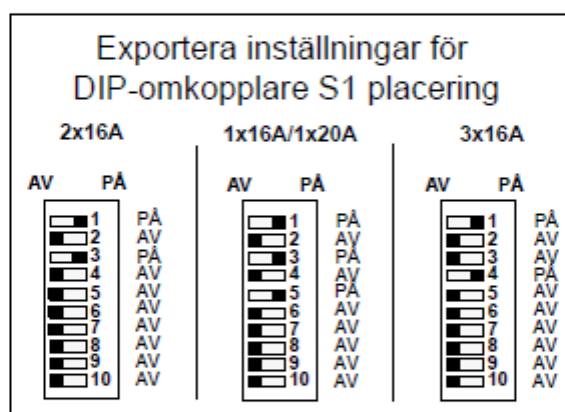 Exportera inställningar för
DIP-omkopplare S1 placering
2x16A 1x16A/1x20A 3x16A
AV PÅ AV PÅ AV PÅ
1 PÅ 1 PÅ 1 PÅ
2 AV 2 AV 2 AV
3 PÅ 3 PÅ 3 AV
4 AV 4 AV 4 PÅ
5 AV 5 PÅ 5 AV
6 AV 6 AV 6 AV
7 AV 7 AV 7 AV
8 AV 8 AV 8 AV
9 AV 9 AV 9 AV
10 AV 10 AV 10 AV